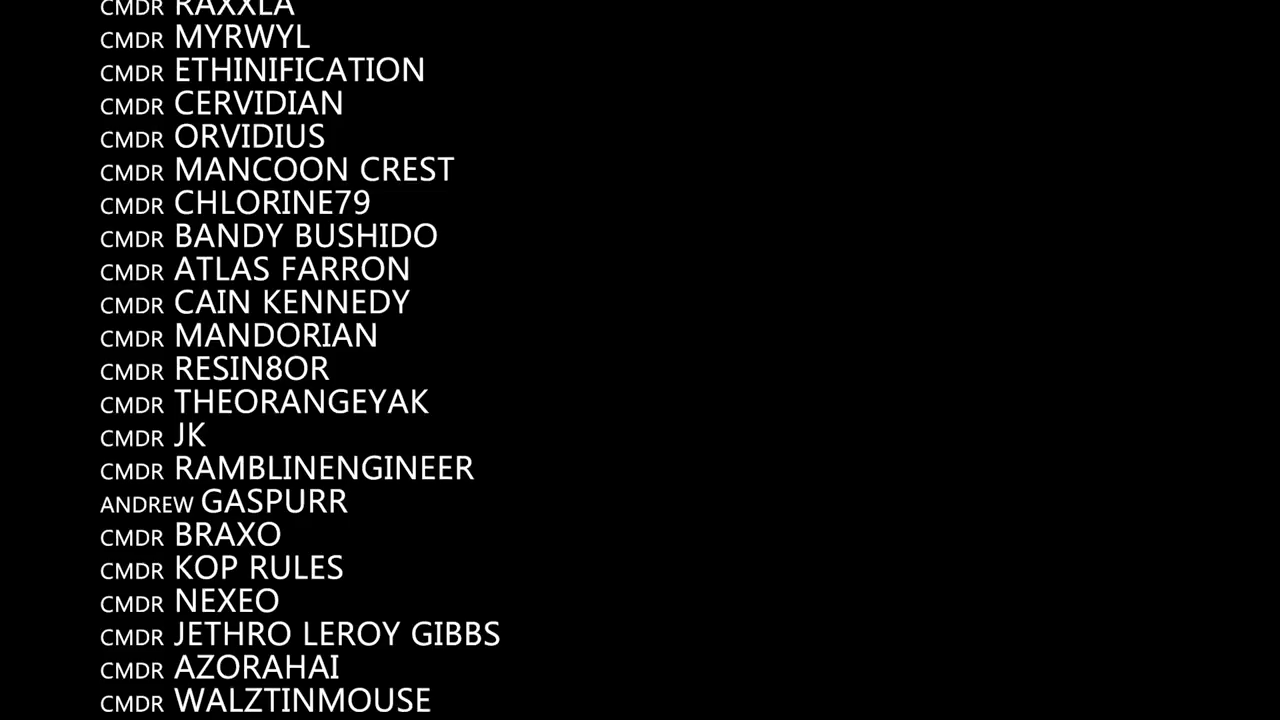 CMDR RAXXLA
CMDR MYRWYL
CMDR ETHINIFICATION
CMDR CERVIDIAN
CMDR ORVIDIUS
CMDR MANCOON CREST
CMDR CHLORINE79
CMDR BANDY BUSHIDO
CMDR ATLAS FARRON
CMDR CAIN KENNEDY
CMDR MANDORIAN
CMDR RESIN8OR
CMDR THEORANGEYAK
CMDR JK
CMDR RAMBLINENGINEER
ANDREW GASPURR
CMDR BRAXO
CMDR KOP RULES
CMDR NEXEO
CMDR JETHRO LEROY GIBBS
CMDR AZORAHAI
CMDR WALZTINMOUSE